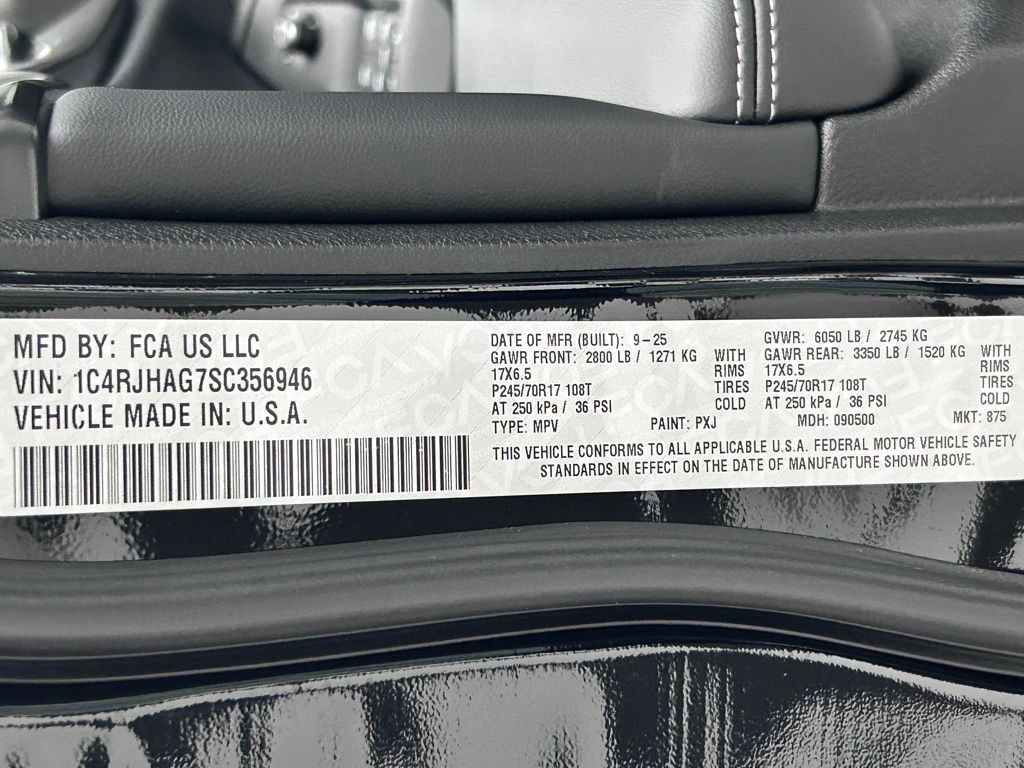 MFD BY: FCA US LLC
VIN: 1C4RJHAG7SC356946
VEHICLE MADE IN: U.S.A.
DATE OF MFR (BUILT): 9-25
GAWR FRONT: 2800 LB / 1271 KG WITH
17X6.5 RIMS
P245/70R17 108T TIRES
AT 250 kPa / 36 PSI COLD
TYPE: MPV PAINT: PXJ
GVWR: 6050 LB / 2745 KG
GAWR REAR: 3350 LB / 1520 KG WITH
17X6.5 RIMS
P245/70R17 108T TIRES
AT 250 kPa / 36 PSI COLD
MDH: 090500 MKT: 875
THIS VEHICLE CONFORMS TO ALL APPLICABLE U.S.A. FEDERAL MOTOR VEHICLE SAFETY
STANDARDS IN EFFECT ON THE DATE OF MANUFACTURE SHOWN ABOVE.